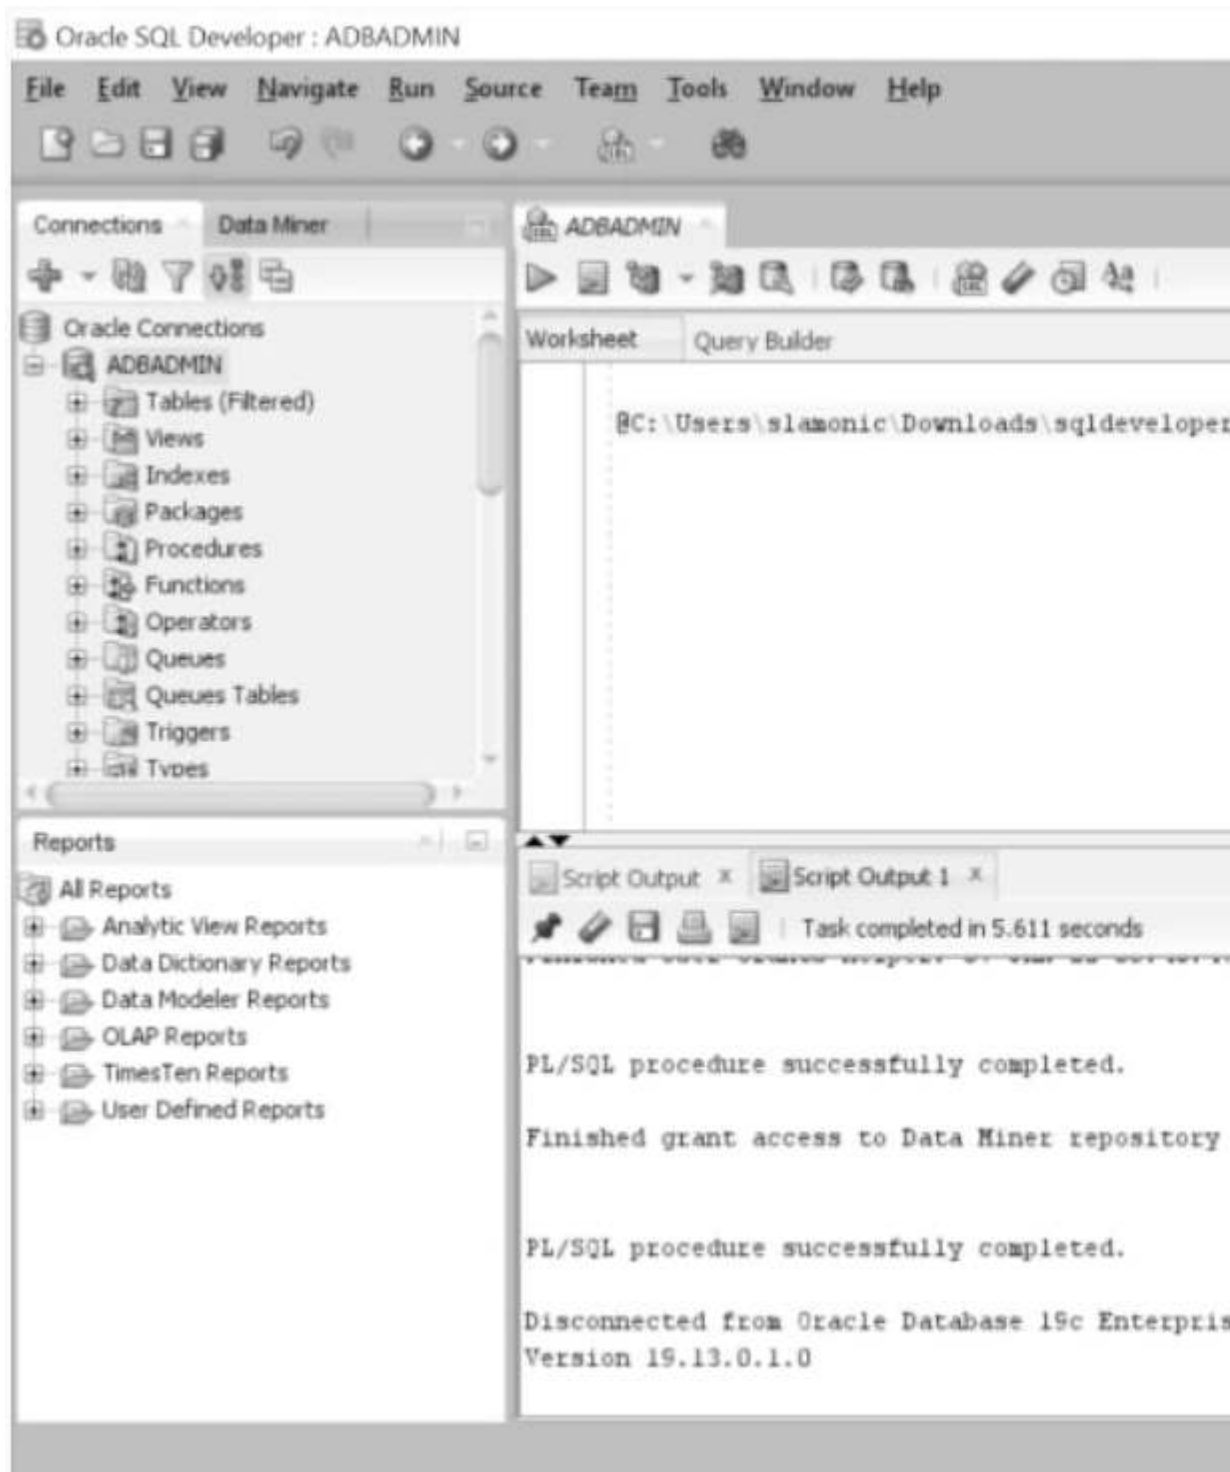 Oracle SQL Developer : ADBADMIN
File Edit View Navigate Run Source Team Tools Window Help
Connections Data Miner
Oracle Connections
ADBADMIN
Tables (Filtered)
Views
Indexes
Packages
Procedures
Functions
Operators
Queues
Queues Tables
Triggers
Types
Reports
All Reports
Analytic View Reports
Data Dictionary Reports
Data Modeler Reports
OLAP Reports
TimesTen Reports
User Defined Reports
ADBADMIN
Worksheet Query Builder
@C:\Users\slamonic\Downloads\sqldeveloper
Script Output x Script Output 1 x
Task completed in 5.611 seconds
PL/SQL procedure successfully completed.
Finished grant access to Data Miner repository
PL/SQL procedure successfully completed.
Disconnected from Oracle Database 19c Enterpris
Version 19.13.0.1.0